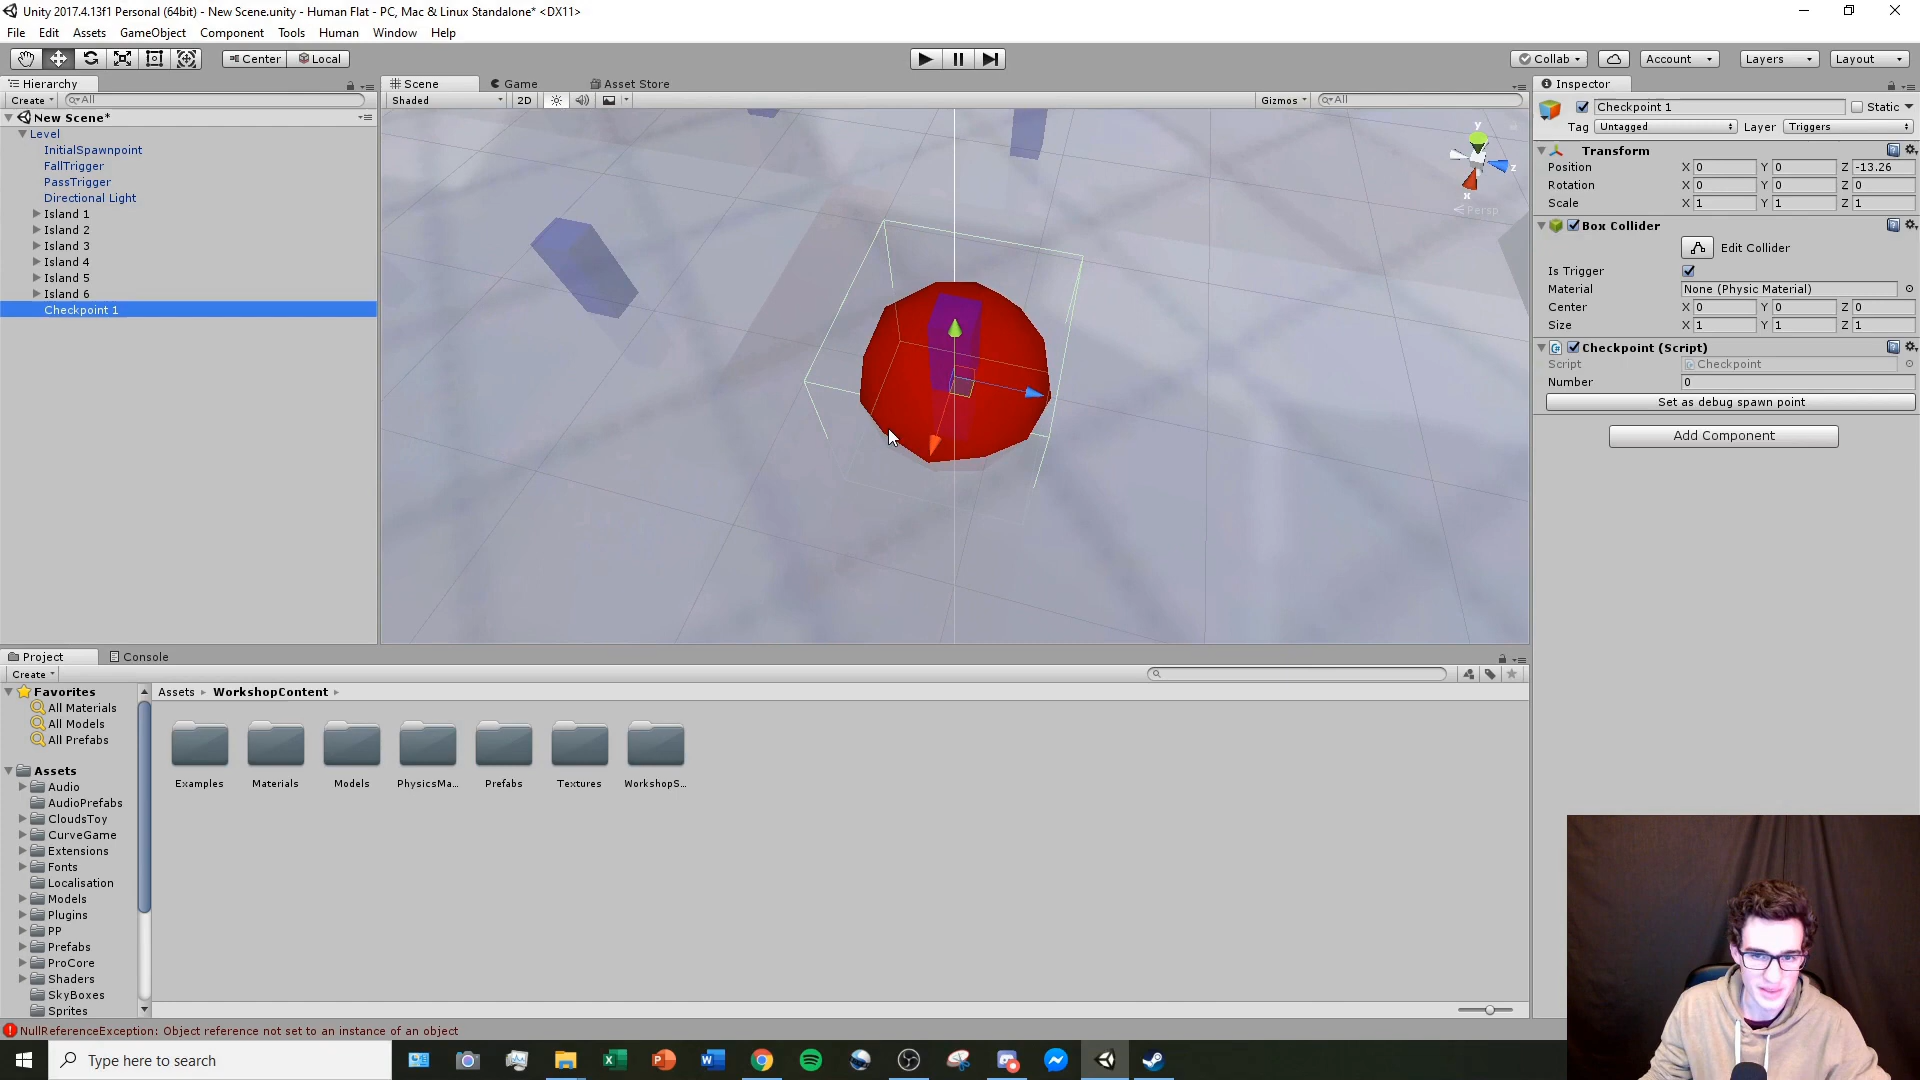 Unity 2017.4.13f1 Personal (64bit) - New Scene.unity - Human Flat - PC, Mac & Linux Standalone* <DX11>
File Edit Assets GameObject Component Tools Human Window Help
Center Local Collab Account Layers Layout
Hierarchy
Create All
New Scene*
Level
InitialSpawnpoint
FallTrigger
PassTrigger
Directional Light
Island 1
Island 2
Island 3
Island 4
Island 5
Island 6
Checkpoint 1
Scene Game Asset Store
Shaded 2D Gizmos All
y
z
x
Persp
Inspector
Checkpoint 1 Static
Tag Untagged Layer Triggers
Transform
Position X 0 Y 0 Z -13.26
Rotation X 0 Y 0 Z 0
Scale X 1 Y 1 Z 1
Box Collider
Edit Collider
Is Trigger
Material None (Physic Material)
Center X 0 Y 0 Z 0
Size X 1 Y 1 Z 1
Checkpoint (Script)
Script Checkpoint
Number 0
Set as debug spawn point
Add Component
Project Console
Create
Favorites
All Materials
All Models
All Prefabs
Assets
Audio
AudioPrefabs
CloudsToy
CurveGame
Extensions
Fonts
Localisation
Models
Plugins
PP
Prefabs
ProCore
Shaders
SkyBoxes
Sprites
Assets WorkshopContent
Examples Materials Models PhysicsMa... Prefabs Textures WorkshopS...
NullReferenceException: Object reference not set to an instance of an object
Type here to search